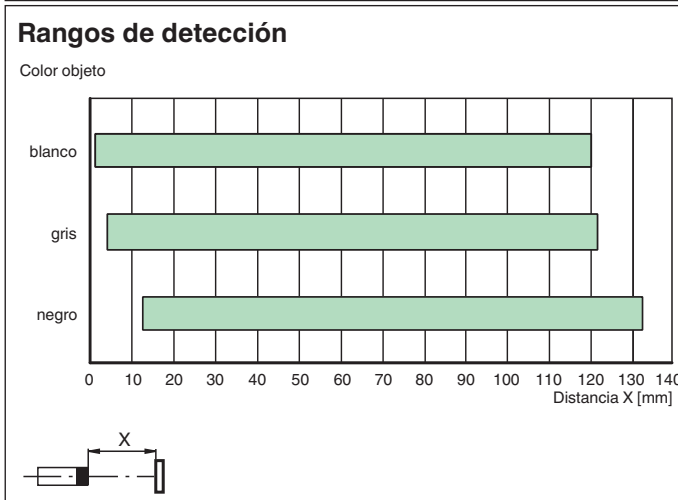 Rangos de detección
Color objeto
blanco
gris
negro
0 10 20 30 40 50 60 70 80 90 100 110 120 130 140
Distancia X [mm]
X